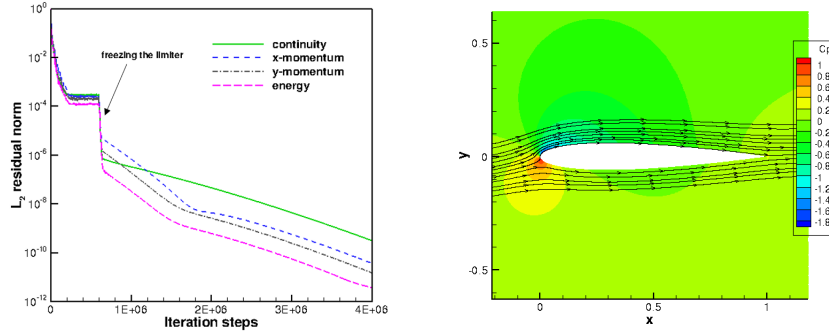 10^0
10^-2
10^-4
10^-6
10^-8
10^-10
10^-12
L_2 residual norm
freezing the limiter
continuity
x-momentum
y-momentum
energy
0
1E+06
2E+06
3E+06
4E+06
Iteration steps
0.5
0
-0.5
y
0
0.5
1
x
Cp
1
0.8
0.6
0.4
0.2
0
-0.2
-0.4
-0.6
-0.8
-1
-1.2
-1.4
-1.6
-1.8